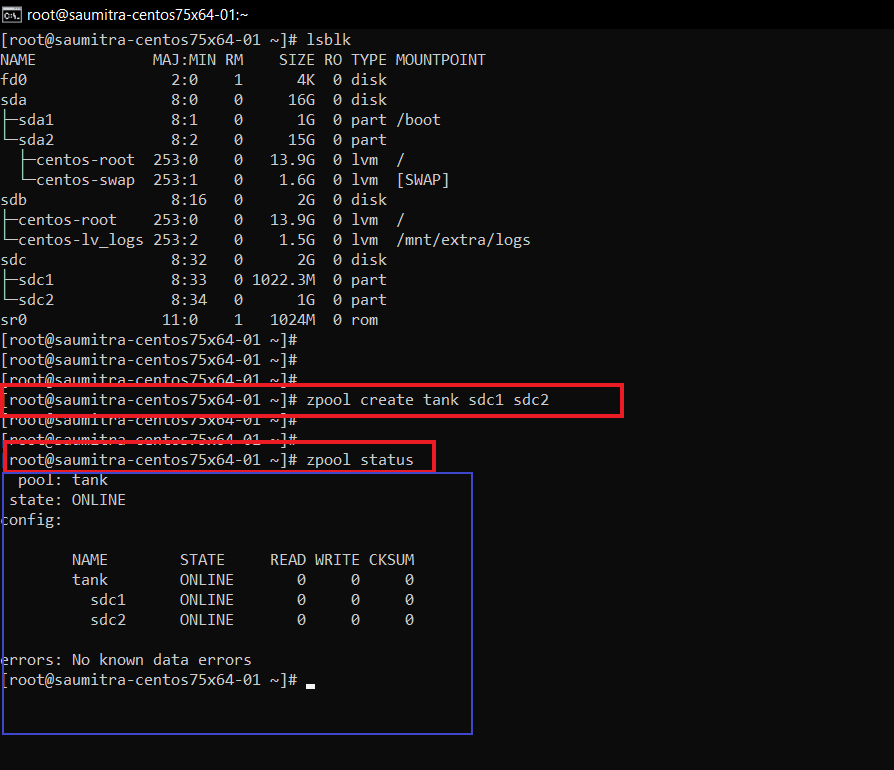 root@saumitra-centos75x64-01:~
[root@saumitra-centos75x64-01 ~]# lsblk
NAME                MAJ:MIN RM    SIZE RO TYPE MOUNTPOINT
fd0                   2:0    1      4K  0 disk
sda                   8:0    0     16G  0 disk
├─sda1                8:1    0      1G  0 part /boot
└─sda2                8:2    0     15G  0 part
  ├─centos-root     253:0    0   13.9G  0 lvm  /
  └─centos-swap     253:1    0    1.6G  0 lvm  [SWAP]
sdb                   8:16   0      2G  0 disk
├─centos-root       253:0    0   13.9G  0 lvm  /
└─centos-lv_logs    253:2    0    1.5G  0 lvm  /mnt/extra/logs
sdc                   8:32   0      2G  0 disk
├─sdc1                8:33   0 1022.3M  0 part
└─sdc2                8:34   0      1G  0 part
sr0                  11:0    1   1024M  0 rom
[root@saumitra-centos75x64-01 ~]#
[root@saumitra-centos75x64-01 ~]#
[root@saumitra-centos75x64-01 ~]#
[root@saumitra-centos75x64-01 ~]# zpool create tank sdc1 sdc2
[root@saumitra-centos75x64-01 ~]#
[root@saumitra-centos75x64-01 ~]#
[root@saumitra-centos75x64-01 ~]# zpool status
  pool: tank
 state: ONLINE
config:
        NAME        STATE     READ WRITE CKSUM
        tank        ONLINE       0     0     0
          sdc1      ONLINE       0     0     0
          sdc2      ONLINE       0     0     0
errors: No known data errors
[root@saumitra-centos75x64-01 ~]#